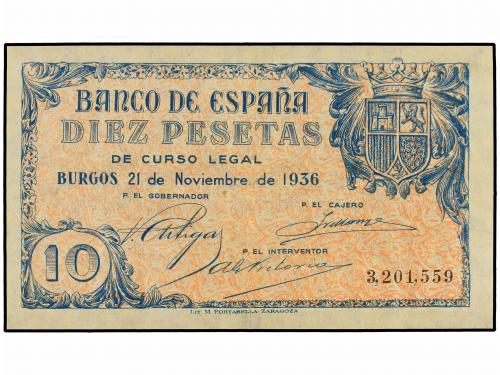 BANCO DE ESPAÑA
DIEZ PESETAS
DE CURSO LEGAL
BURGOS 21 de Noviembre de 1936
P. EL GOBERNADOR
P. EL CAJERO
P. EL INTERVENTOR
10
3,201,559
LIT. M. PORTABELLA-ZARAGOZA